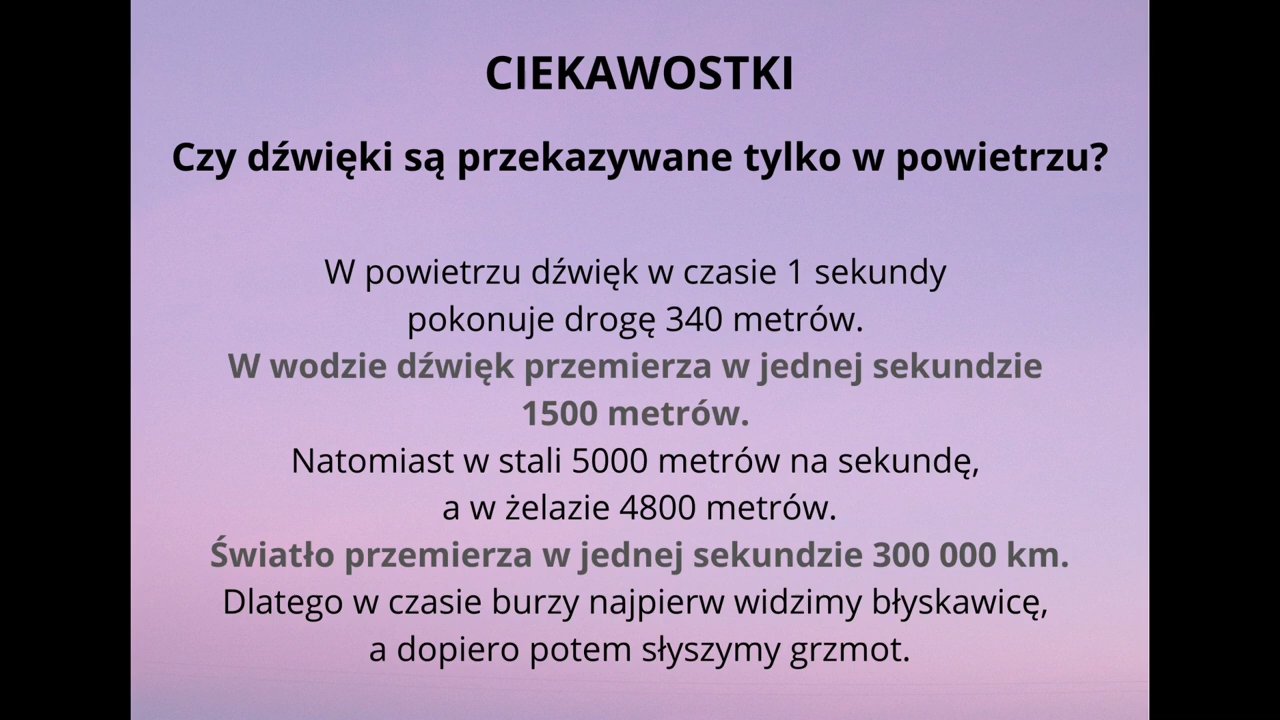 CIEKAWOSTKI
Czy dźwięki są przekazywane tylko w powietrzu?
W powietrzu dźwięk w czasie 1 sekundy
pokonuje drogę 340 metrów.
W wodzie dźwięk przemierza w jednej sekundzie
1500 metrów.
Natomiast w stali 5000 metrów na sekundę,
a w żelazie 4800 metrów.
Światło przemierza w jednej sekundzie 300 000 km.
Dlatego w czasie burzy najpierw widzimy błyskawicę,
a dopiero potem słyszymy grzmot.